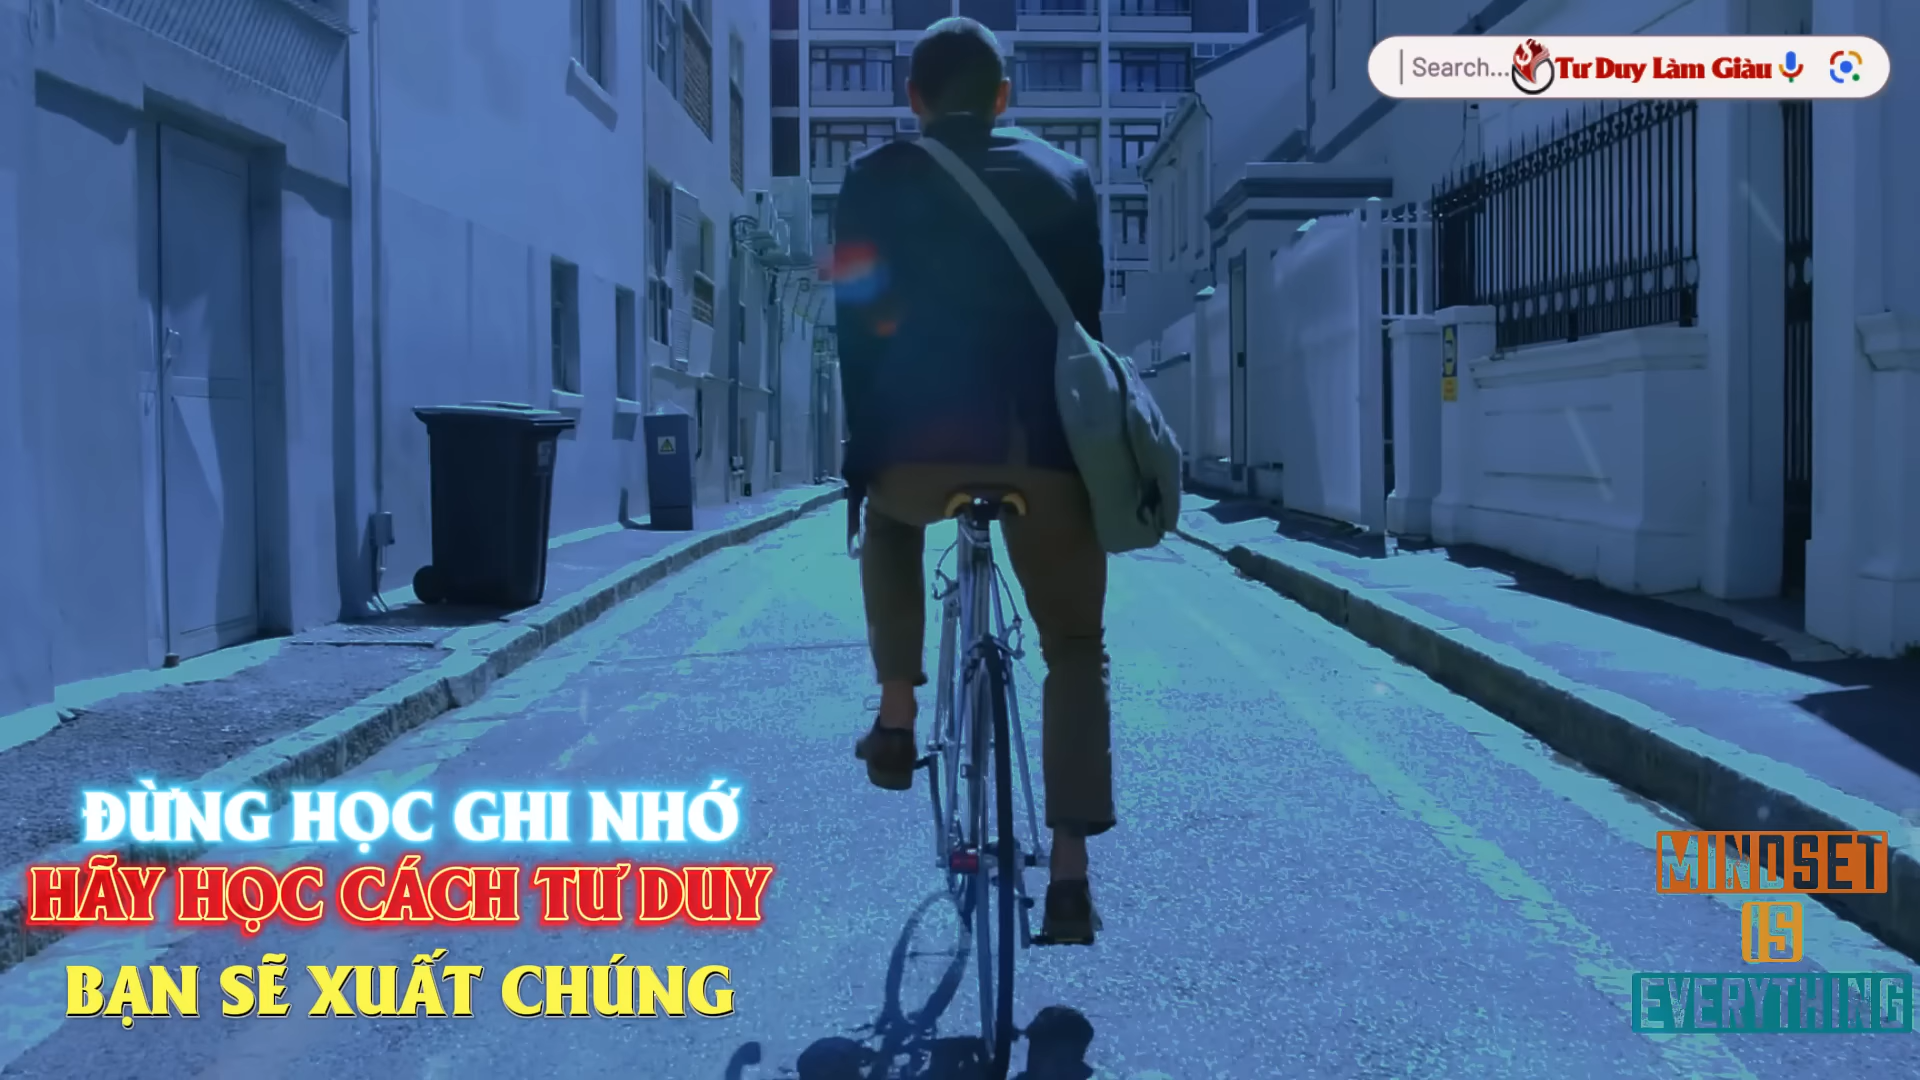 Search... Tư Duy Làm Giàu
ĐỪNG HỌC GHI NHỚ
HÃY HỌC CÁCH TƯ DUY
BẠN SẼ XUẤT CHÚNG
MINDSET
IS
EVERYTHING